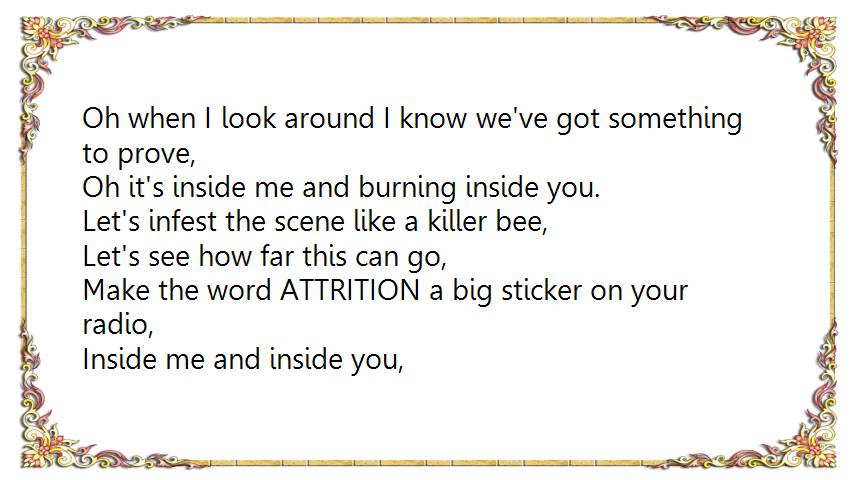 Oh when I look around I know we've got something
to prove,
Oh it's inside me and burning inside you.
Let's infest the scene like a killer bee,
Let's see how far this can go,
Make the word ATTRITION a big sticker on your
radio,
Inside me and inside you,